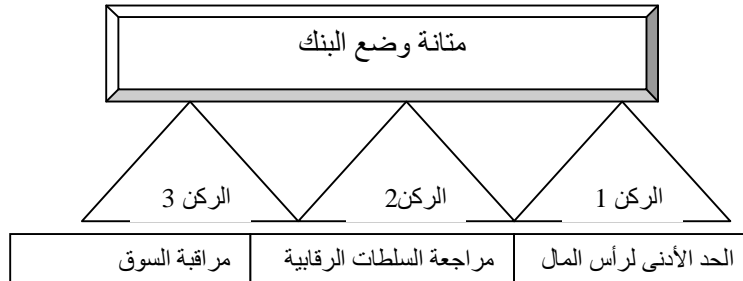 متانة وضع البنك
الركن 1
الركن2
الركن 3
الحد الأدنى لرأس المال
مراجعة السلطات الرقابية
مراقبة السوق